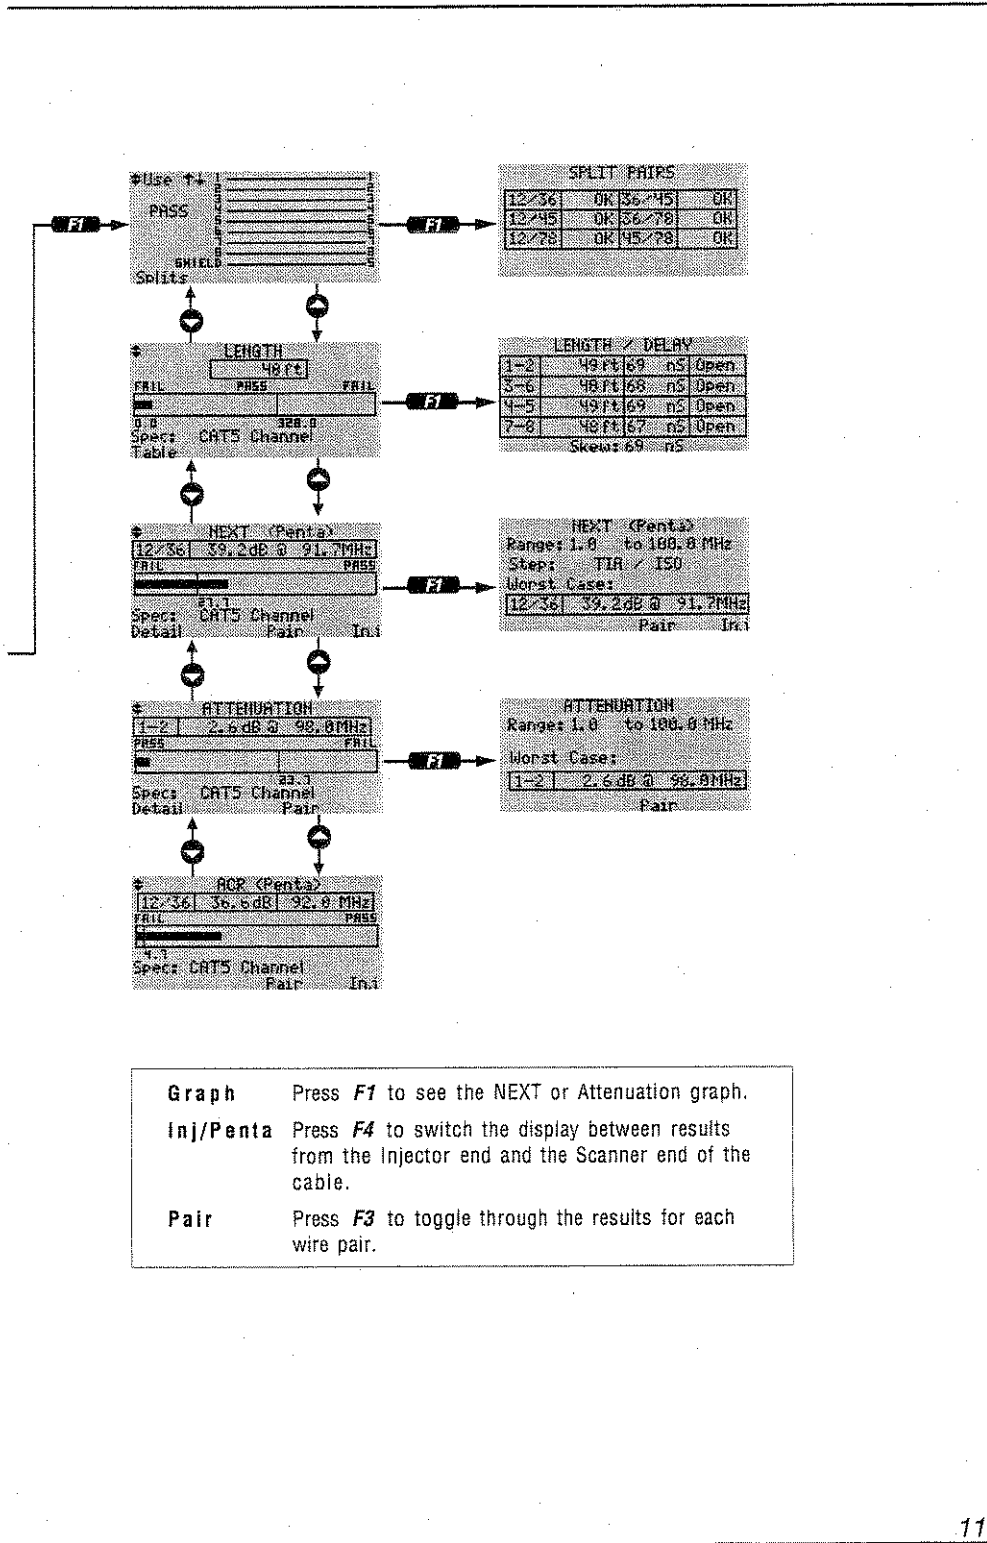 Use ↑↓
PASS
SHIELD
Splits
F1
F1
SPLIT PAIRS
12/36 OK 36/45 OK
12/45 OK 36/78 OK
12/78 OK 45/78 OK
LENGTH
48 ft
FAIL PASS FAIL
0.0 328.0
Spec: CAT5 Channel
Table
F1
LENGTH / DELAY
1-2 49 ft 69 nS Open
3-6 48 ft 68 nS Open
4-5 49 ft 69 nS Open
7-8 48 ft 67 nS Open
Skew: 69 nS
NEXT (Penta)
12/36 39.2dB @ 91.7MHz
FAIL PASS
Spec: CAT5 Channel
Detail Pair Inj
F1
NEXT (Penta)
Range: 1.0 to 100.0 MHz
Step: TIA / ISO
Worst Case:
12/36 39.2dB @ 91.7MHz
Pair Inj
ATTENUATION
1-2 2.6 dB @ 98.0MHz
PASS FAIL
Spec: CAT5 Channel
Detail Pair
F1
ATTENUATION
Range: 1.0 to 100.0 MHz
Worst Case:
1-2 2.6 dB @ 98.0MHz
Pair
ACR (Penta)
12/36 36.6dB 92.0 MHz
FAIL PASS
Spec: CAT5 Channel
Pair Inj
Graph Press F1 to see the NEXT or Attenuation graph.
Inj/Penta Press F4 to switch the display between results
from the Injector end and the Scanner end of the
cable.
Pair Press F3 to toggle through the results for each
wire pair.
11